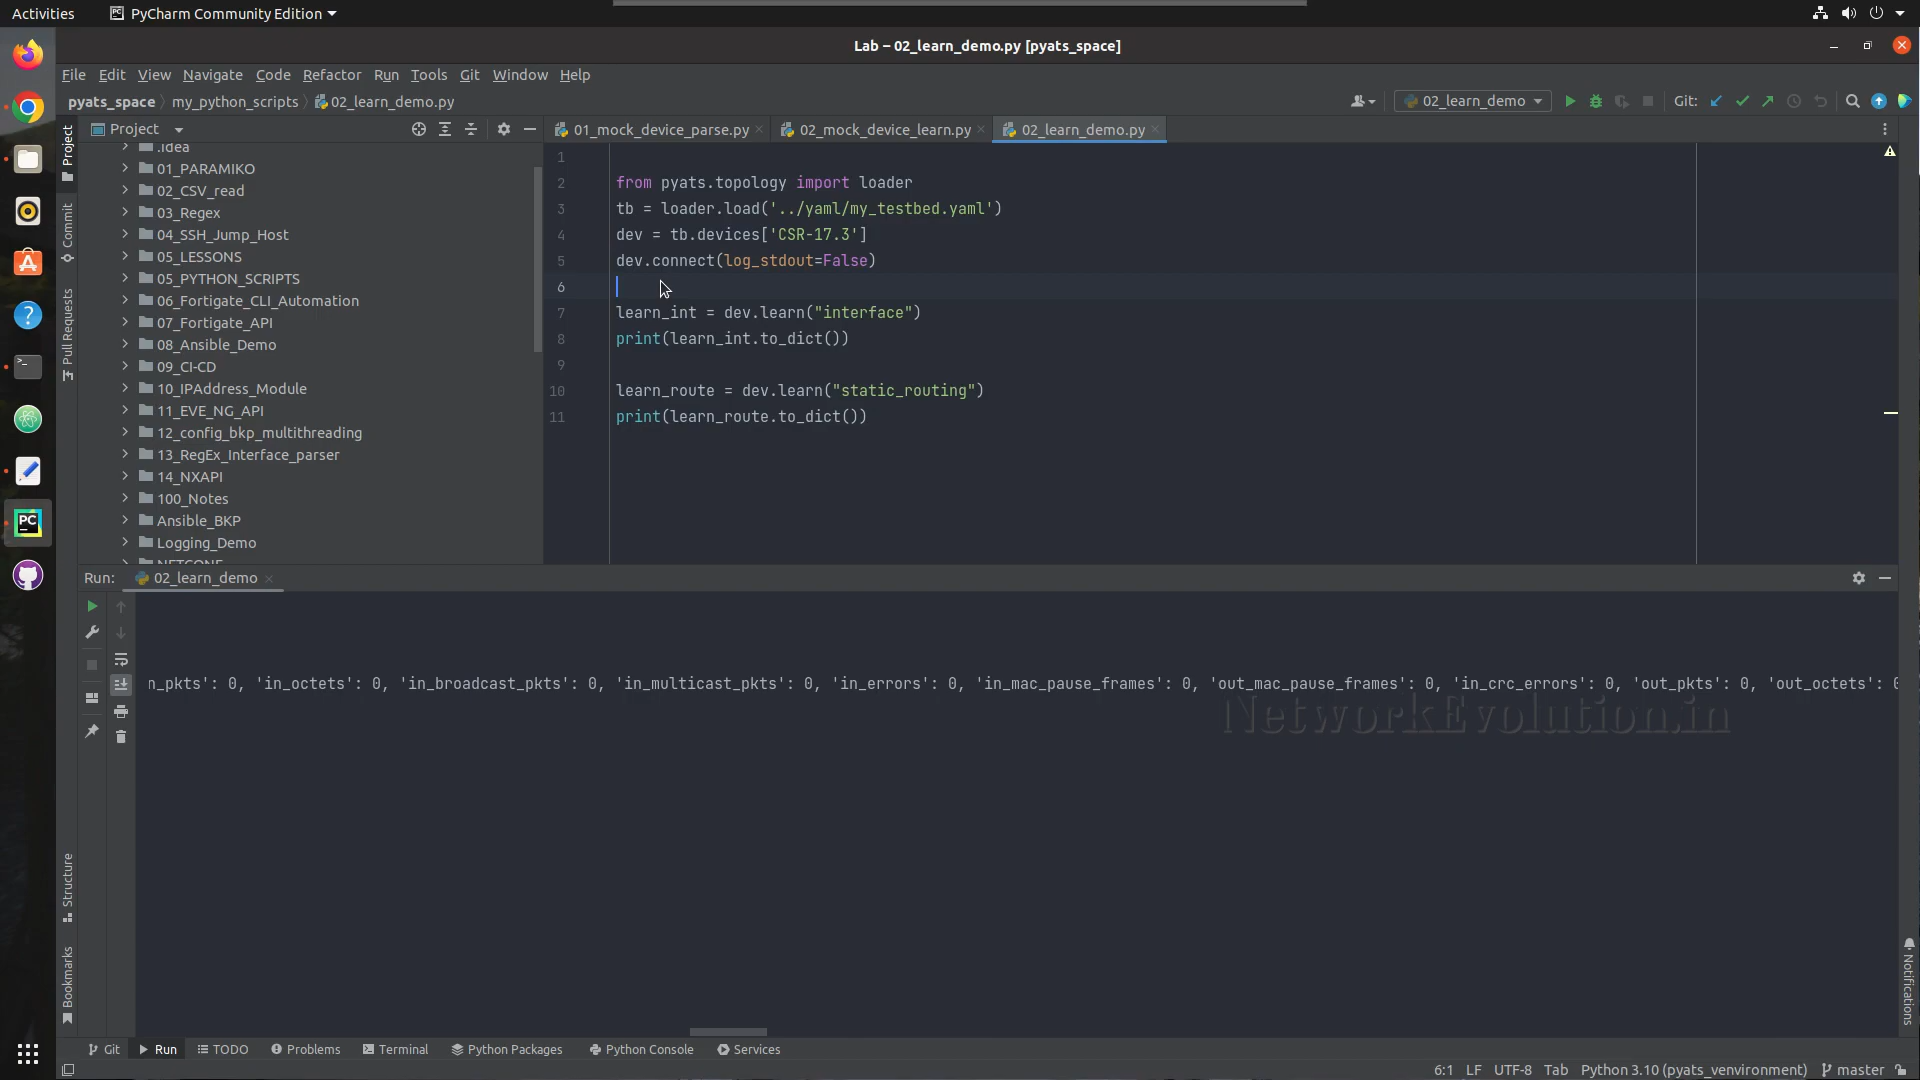 Activities
PyCharm Community Edition
Lab – 02_learn_demo.py [pyats_space]
File Edit View Navigate Code Refactor Run Tools Git Window Help
pyats_space my_python_scripts 02_learn_demo.py
02_learn_demo
Git:
Project
01_mock_device_parse.py
02_mock_device_learn.py
02_learn_demo.py
Project
Commit
Pull Requests
.idea
01_PARAMIKO
02_CSV_read
03_Regex
04_SSH_Jump_Host
05_LESSONS
05_PYTHON_SCRIPTS
06_Fortigate_CLI_Automation
07_Fortigate_API
08_Ansible_Demo
09_CI-CD
10_IPAddress_Module
11_EVE_NG_API
12_config_bkp_multithreading
13_RegEx_Interface_parser
14_NXAPI
100_Notes
Ansible_BKP
Logging_Demo
NETCONF
1
2 from pyats.topology import loader
3 tb = loader.load('../yaml/my_testbed.yaml')
4 dev = tb.devices['CSR-17.3']
5 dev.connect(log_stdout=False)
6
7 learn_int = dev.learn("interface")
8 print(learn_int.to_dict())
9
10 learn_route = dev.learn("static_routing")
11 print(learn_route.to_dict())
Run: 02_learn_demo
n_pkts': 0, 'in_octets': 0, 'in_broadcast_pkts': 0, 'in_multicast_pkts': 0, 'in_errors': 0, 'in_mac_pause_frames': 0, 'out_mac_pause_frames': 0, 'in_crc_errors': 0, 'out_pkts': 0, 'out_octets': 0
NetworkEvolution.in
Structure
Bookmarks
Notifications
Git Run TODO Problems Terminal Python Packages Python Console Services
6:1 LF UTF-8 Tab Python 3.10 (pyats_venvironment) master